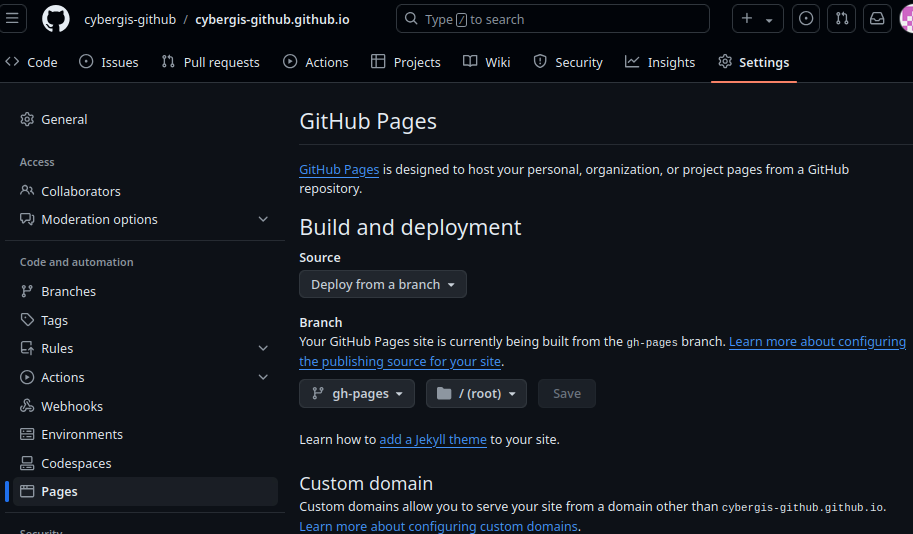 cybergis-github / cybergis-github.github.io
Type / to search
Code Issues Pull requests Actions Projects Wiki Security Insights Settings
General
Access
Collaborators
Moderation options
Code and automation
Branches
Tags
Rules
Actions
Webhooks
Environments
Codespaces
Pages
Security
GitHub Pages
GitHub Pages is designed to host your personal, organization, or project pages from a GitHub
repository.
Build and deployment
Source
Deploy from a branch
Branch
Your GitHub Pages site is currently being built from the gh-pages branch. Learn more about configuring
the publishing source for your site.
gh-pages / (root) Save
Learn how to add a Jekyll theme to your site.
Custom domain
Custom domains allow you to serve your site from a domain other than cybergis-github.github.io.
Learn more about configuring custom domains.